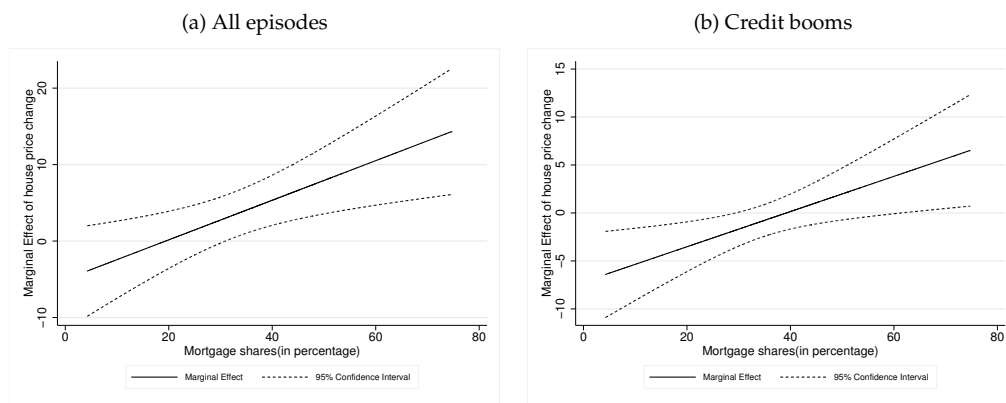 (a) All episodes
Marginal Effect of house price change
20
10
0
−10
0 20 40 60 80
Mortgage shares(in percentage)
Marginal Effect 95% Confidence Interval
(b) Credit booms
Marginal Effect of house price change
15
10
5
0
−5
−10
0 20 40 60 80
Mortgage shares(in percentage)
Marginal Effect 95% Confidence Interval